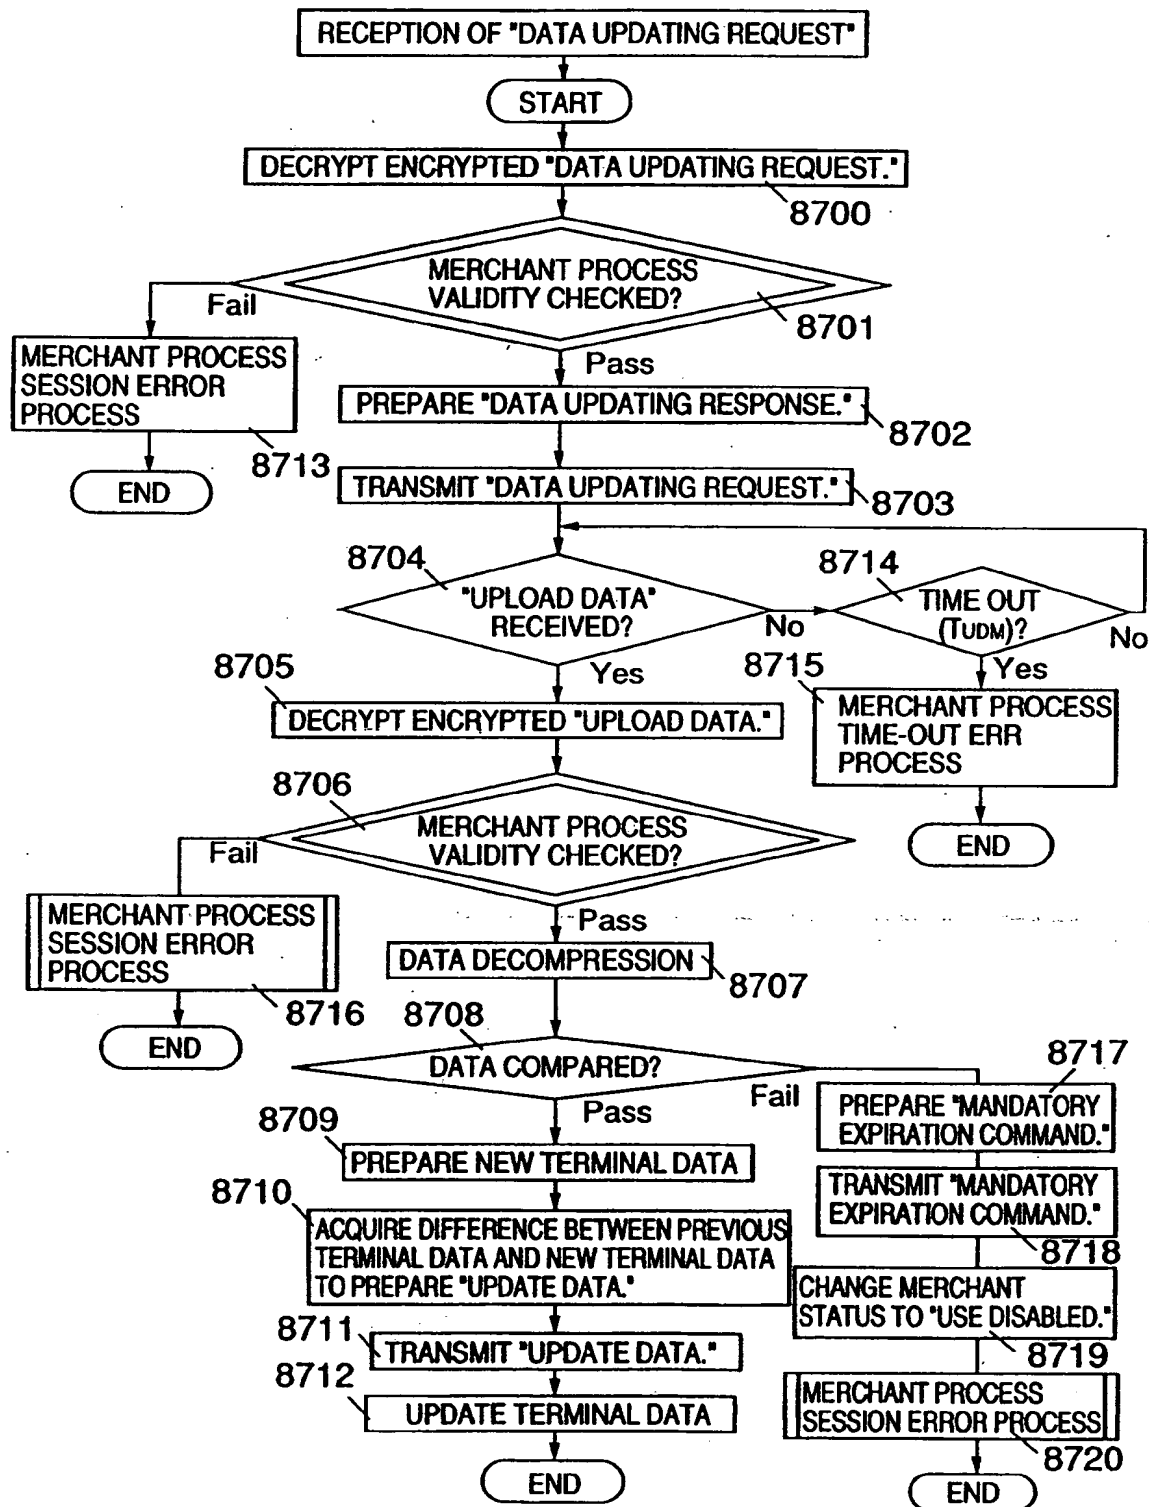 RECEPTION OF "DATA UPDATING REQUEST"
START
DECRYPT ENCRYPTED "DATA UPDATING REQUEST."
8700
MERCHANT PROCESS
VALIDITY CHECKED?
8701
Fail
Pass
MERCHANT PROCESS
SESSION ERROR
PROCESS
8713
END
PREPARE "DATA UPDATING RESPONSE."
8702
TRANSMIT "DATA UPDATING REQUEST."
8703
8704
"UPLOAD DATA"
RECEIVED?
No
Yes
8714
TIME OUT
(TUDM)?
No
Yes
8715
MERCHANT PROCESS
TIME-OUT ERR
PROCESS
END
8705
DECRYPT ENCRYPTED "UPLOAD DATA."
8706
MERCHANT PROCESS
VALIDITY CHECKED?
Fail
Pass
MERCHANT PROCESS
SESSION ERROR
PROCESS
8716
END
DATA DECOMPRESSION
8707
8708
DATA COMPARED?
Fail
Pass
8709
PREPARE NEW TERMINAL DATA
8710
ACQUIRE DIFFERENCE BETWEEN PREVIOUS
TERMINAL DATA AND NEW TERMINAL DATA
TO PREPARE "UPDATE DATA."
8711
TRANSMIT "UPDATE DATA."
8712
UPDATE TERMINAL DATA
END
8717
PREPARE "MANDATORY
EXPIRATION COMMAND."
TRANSMIT "MANDATORY
EXPIRATION COMMAND."
8718
CHANGE MERCHANT
STATUS TO "USE DISABLED."
8719
MERCHANT PROCESS
SESSION ERROR PROCESS
8720
END